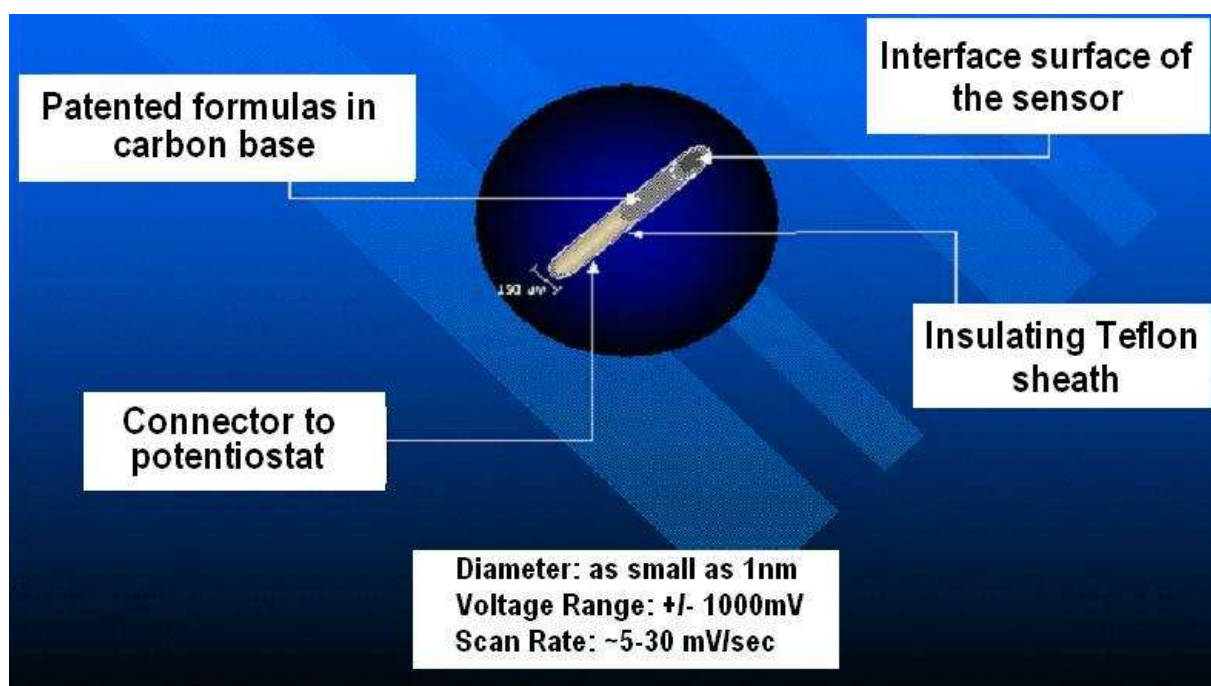 Interface surface of
the sensor
Patented formulas in
carbon base
Insulating Teflon
sheath
Connector to
potentiostat
Diameter: as small as 1nm
Voltage Range: +/- 1000mV
Scan Rate: ~5-30 mV/sec